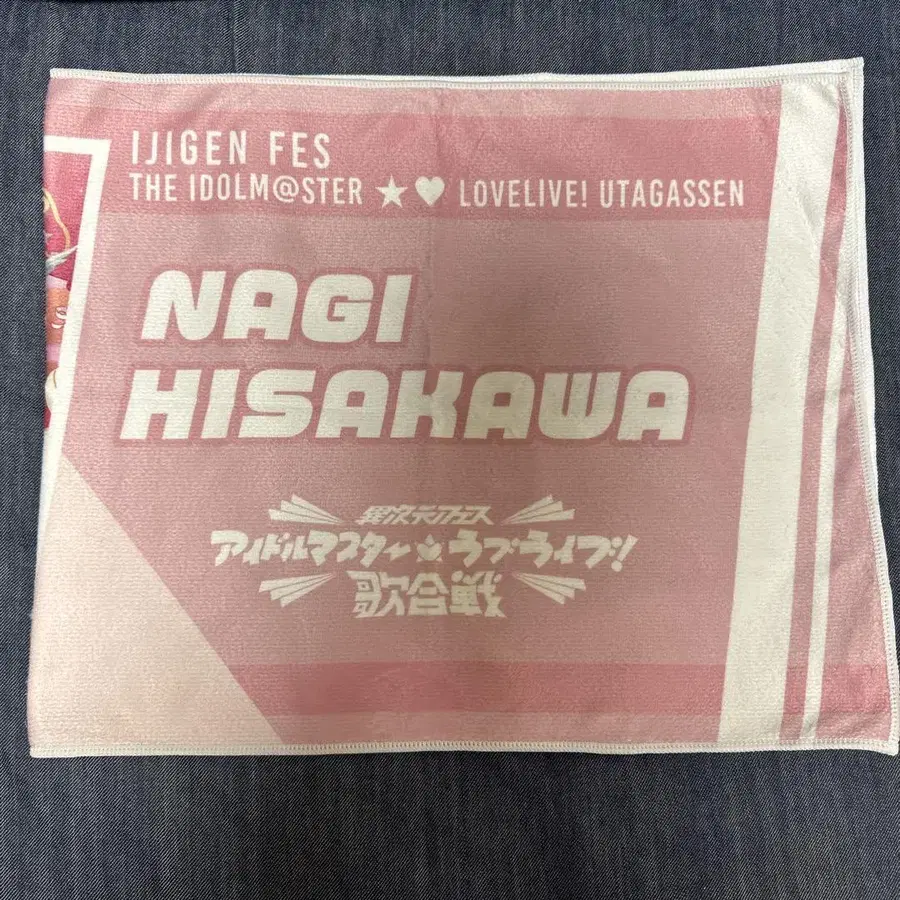 IJIGEN FES
THE IDOLM@STER ★♥ LOVELIVE! UTAGASSEN
NAGI
HISAKAWA
異次元フェス
アイドルマスター★♥ラブライブ!
歌合戦